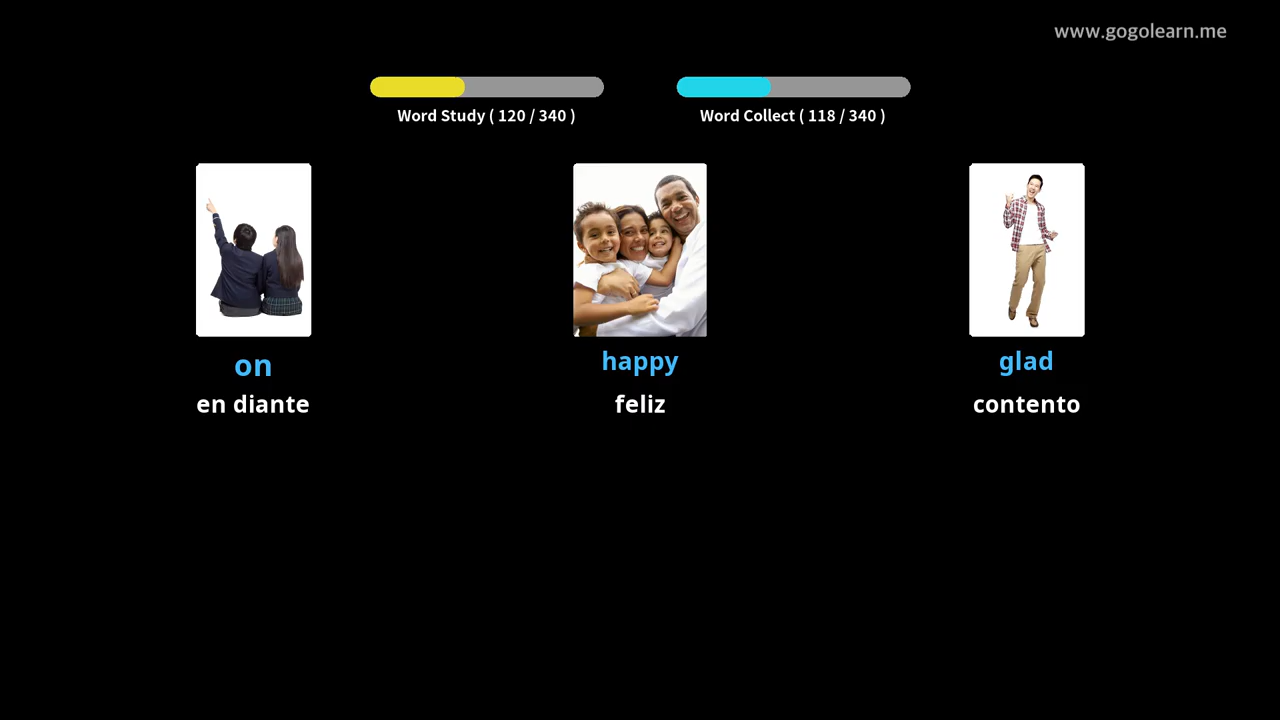 www.gogolearn.me
Word Study ( 120 / 340 )
Word Collect ( 118 / 340 )
on
en diante
happy
feliz
glad
contento